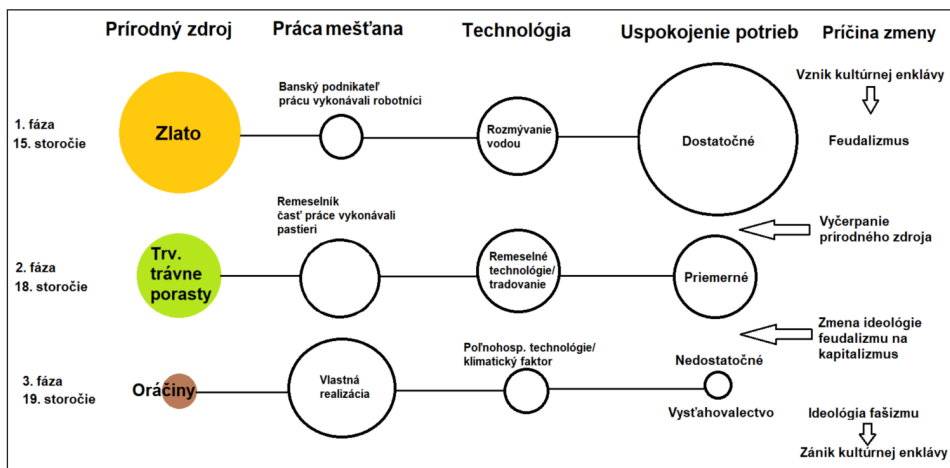 Prírodný zdroj
Práca mešťana
Technológia
Uspokojenie potrieb
Príčina zmeny
1. fáza
15. storočie
Zlato
Banský podnikateľ
prácu vykonávali robotníci
Rozmývanie
vodou
Dostatočné
Vznik kultúrnej enklávy
Feudalizmus
Vyčerpanie
prírodného zdroja
2. fáza
18. storočie
Trv.
trávne
porasty
Remeselník
časť práce vykonávali
pastieri
Remeselné
technológie/
tradovanie
Priemerné
Zmena ideológie
feudalizmu na
kapitalizmus
3. fáza
19. storočie
Oráčiny
Vlastná
realizácia
Poľnohosp. technológie/
klimatický faktor
Nedostatočné
Vysťahovalectvo
Ideológia fašizmu
Zánik kultúrnej enklávy